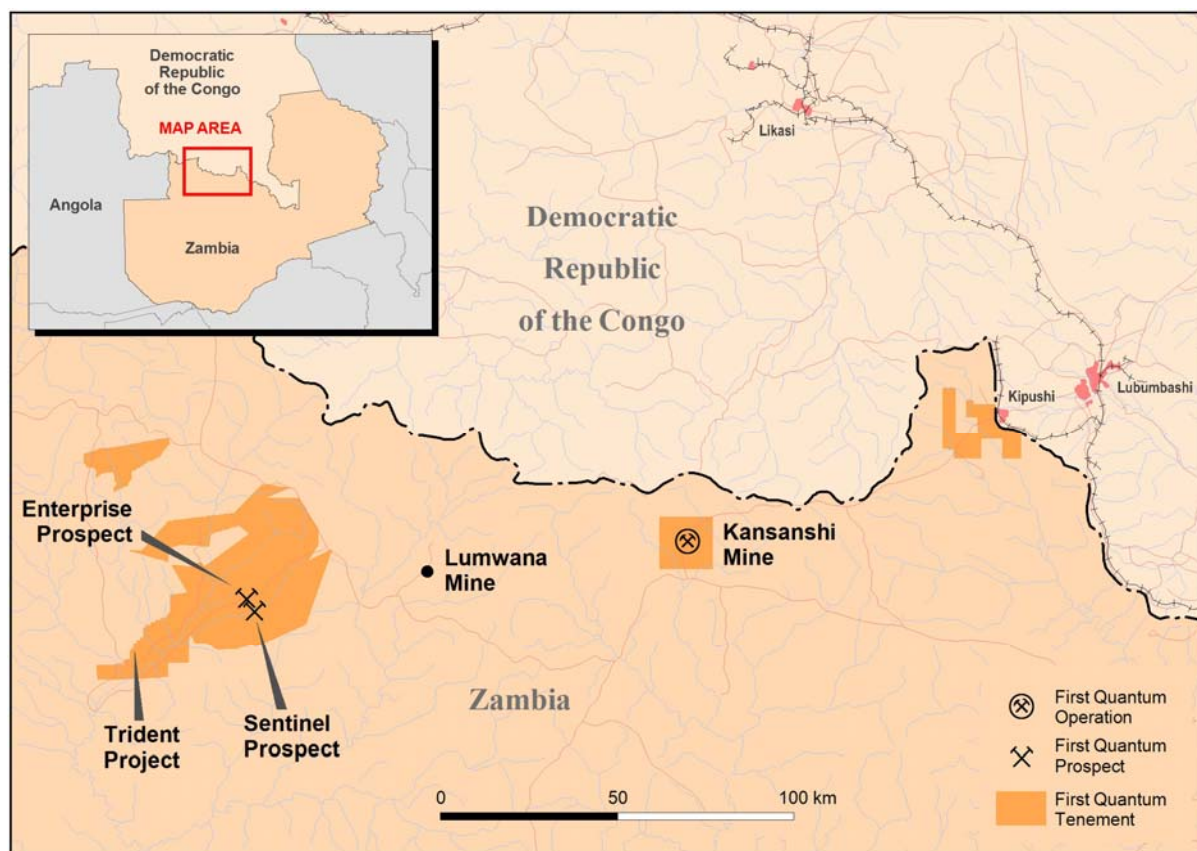 Democratic
Republic
of the Congo
MAP AREA
Angola
Zambia
Likasi
Democratic
Republic
of the Congo
Kipushi
Lubumbashi
Enterprise
Prospect
Lumwana
Mine
Kansanshi
Mine
Trident
Project
Sentinel
Prospect
Zambia
First Quantum
Operation
First Quantum
Prospect
First Quantum
Tenement
0 50 100 km